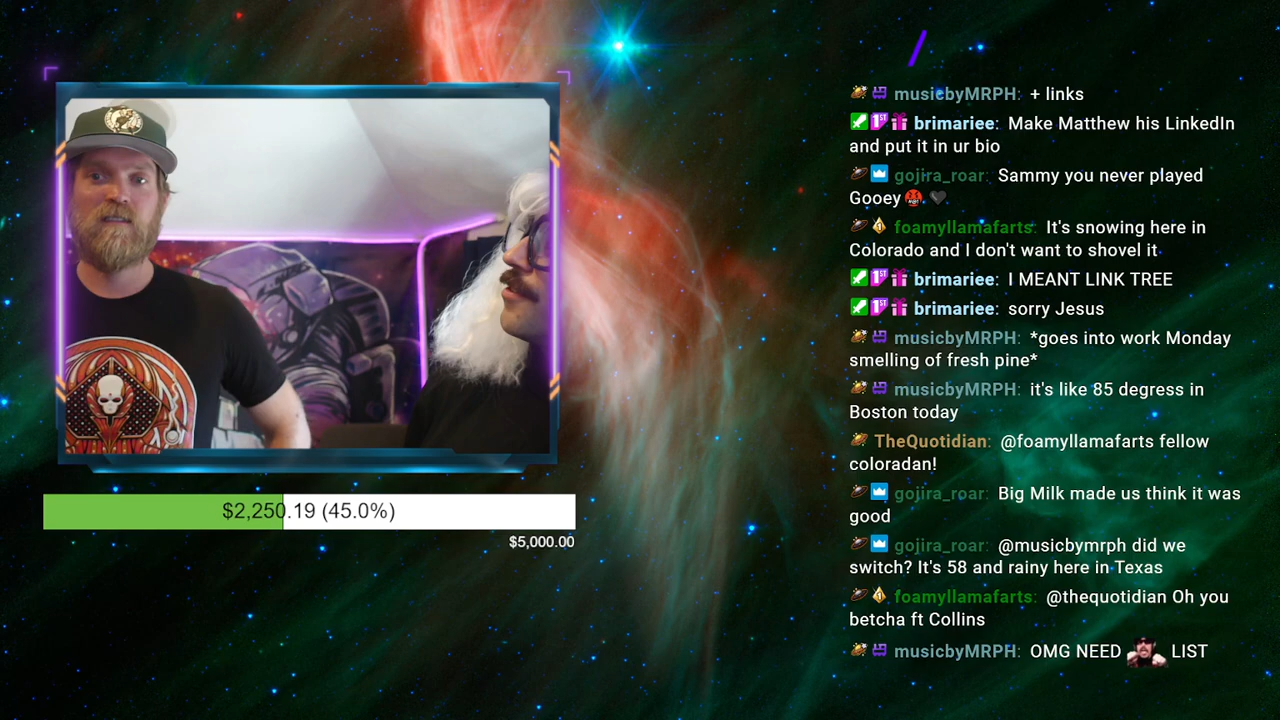 $2,250.19 (45.0%)
$5,000.00
musicbyMRPH: + links
brimariee: Make Matthew his LinkedIn
and put it in ur bio
gojira_roar: Sammy you never played
Gooey
foamyllamafarts: It's snowing here in
Colorado and I don't want to shovel it
brimariee: I MEANT LINK TREE
brimariee: sorry Jesus
musicbyMRPH: *goes into work Monday
smelling of fresh pine*
musicbyMRPH: it's like 85 degress in
Boston today
TheQuotidian: @foamyllamafarts fellow
coloradan!
gojira_roar: Big Milk made us think it was
good
gojira_roar: @musicbymrph did we
switch? It's 58 and rainy here in Texas
foamyllamafarts: @thequotidian Oh you
betcha ft Collins
musicbyMRPH: OMG NEED LIST